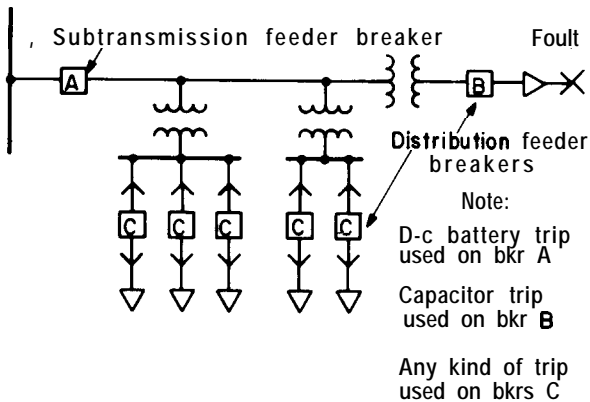 , Subtransmission feeder breaker
Foult
A
B
Distribution feeder
breakers
C C C C C
Note:
D-c battery trip
used on bkr A
Capacitor trip
used on bkr B
Any kind of trip
used on bkrs C